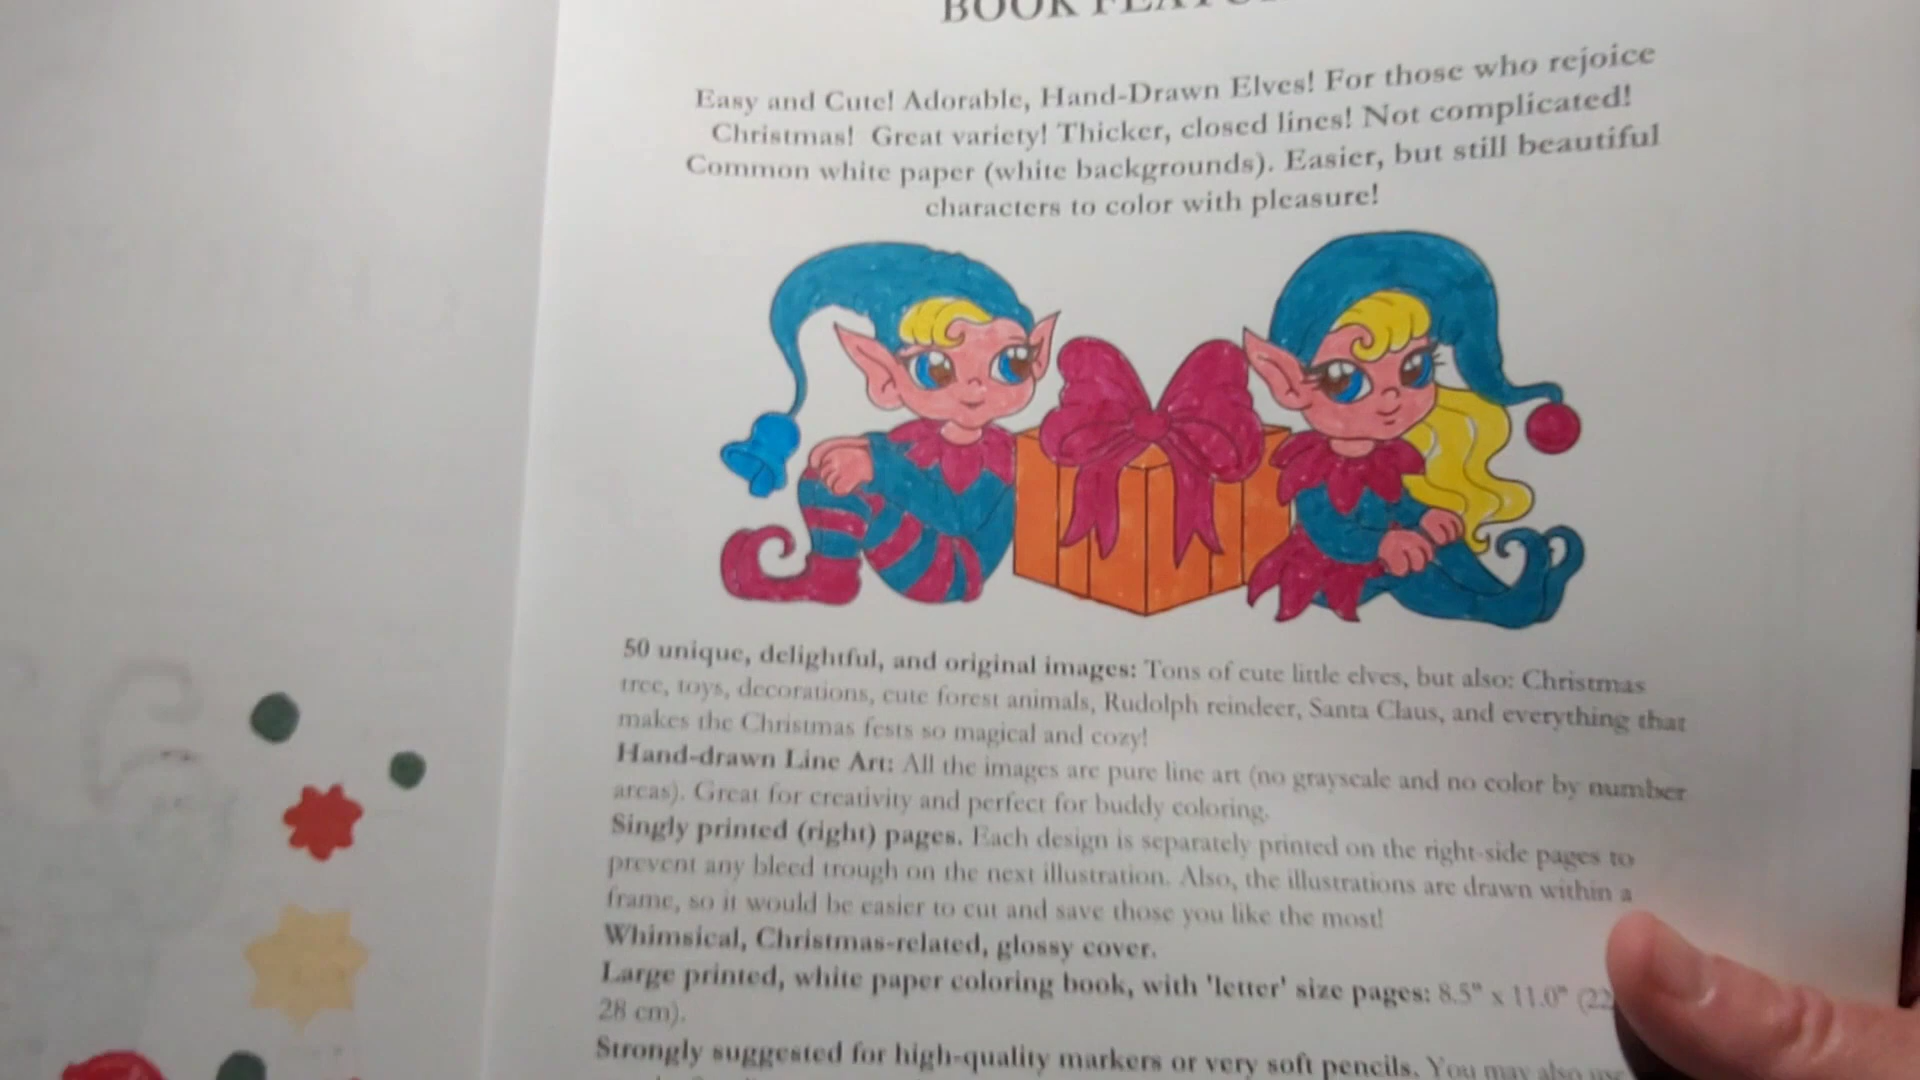 BOOK
Easy and Cute! Adorable, Hand-Drawn Elves! For those who rejoice
Christmas! Great variety! Thicker, closed lines! Not complicated!
Common white paper (white backgrounds). Easier, but still beautiful
characters to color with pleasure!
50 unique, delightful, and original images: Tons of cute little elves, but also: Christmas
tree, toys, decorations, cute forest animals, Rudolph reindeer, Santa Claus, and everything that
makes the Christmas fests so magical and cozy!
Hand-drawn Line Art: All the images are pure line art (no grayscale and no color by number
areas). Great for creativity and perfect for buddy coloring.
Singly printed (right) pages. Each design is separately printed on the right-side pages to
prevent any bleed trough on the next illustration. Also, the illustrations are drawn within a
frame, so it would be easier to cut and save those you like the most!
Whimsical, Christmas-related, glossy cover.
Large printed, white paper coloring book, with 'letter' size pages: 8.5" x 11.0" (22
28 cm).
Strongly suggested for high-quality markers or very soft pencils. You may also use